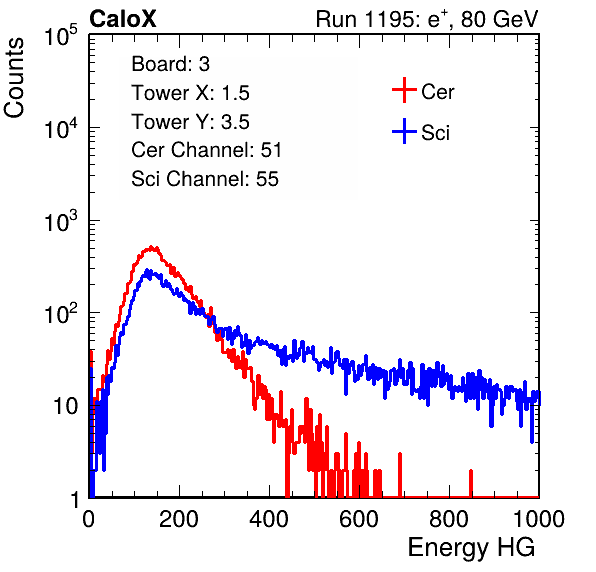 CaloX Run 1195: e⁺, 80 GeV
Counts
Board: 3
Tower X: 1.5
Tower Y: 3.5
Cer Channel: 51
Sci Channel: 55
Cer
Sci
10⁵
10⁴
10³
10²
10
1
0 200 400 600 800 1000
Energy HG